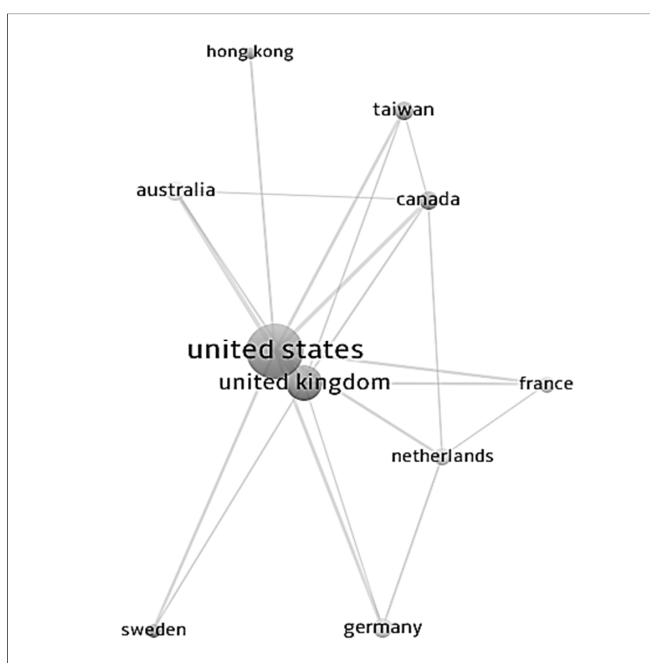 hong kong
taiwan
australia
canada
united states
united kingdom
france
netherlands
sweden
germany